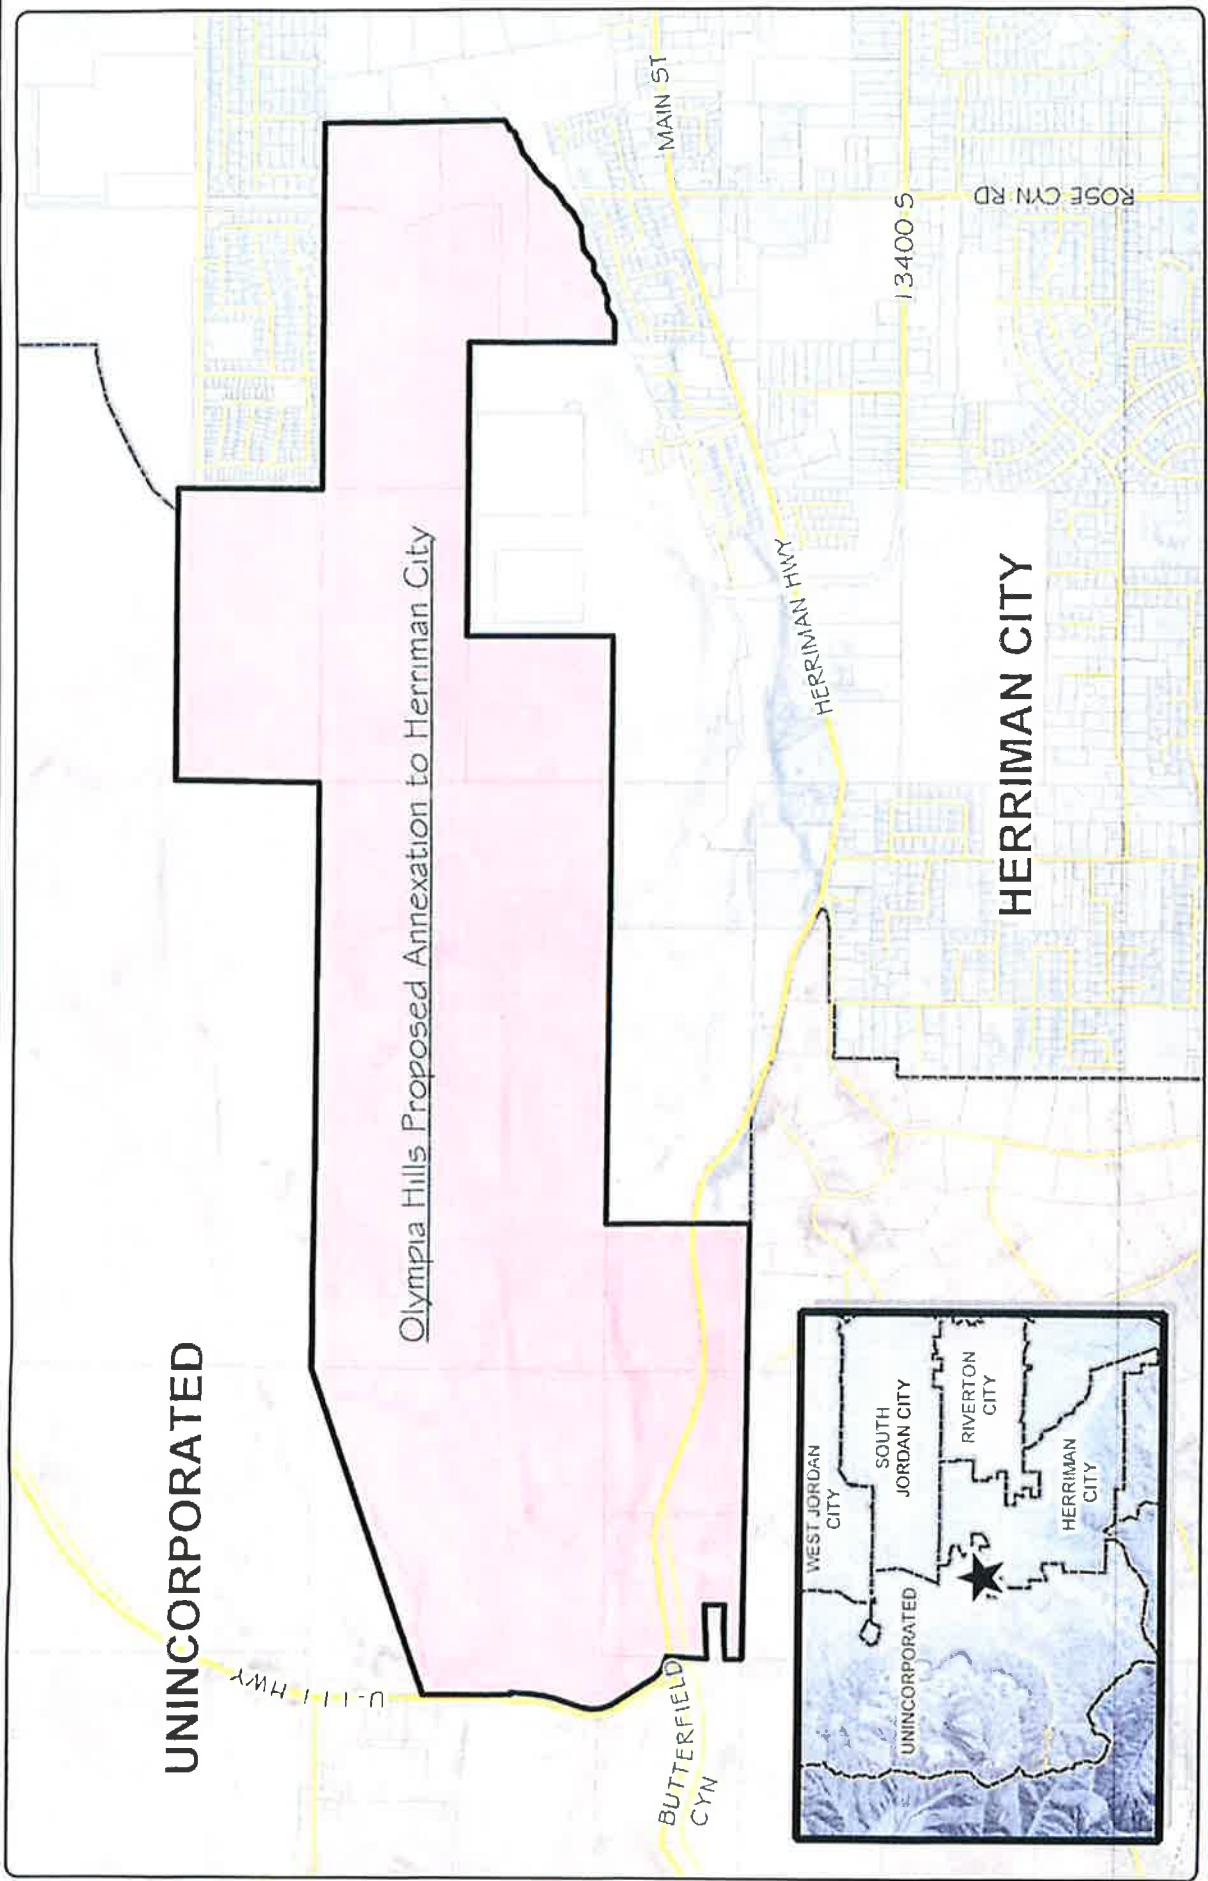 UNINCORPORATED
U-111 HWY
Olympia Hills Proposed Annexation to Herriman City
MAIN ST
BUTTERFIELD
CYN
HERRIMAN HWY
13400 S
ROSE CYN RD
HERRIMAN CITY
WEST JORDAN
CITY
SOUTH
JORDAN CITY
UNINCORPORATED
RIVERTON
CITY
HERRIMAN
CITY